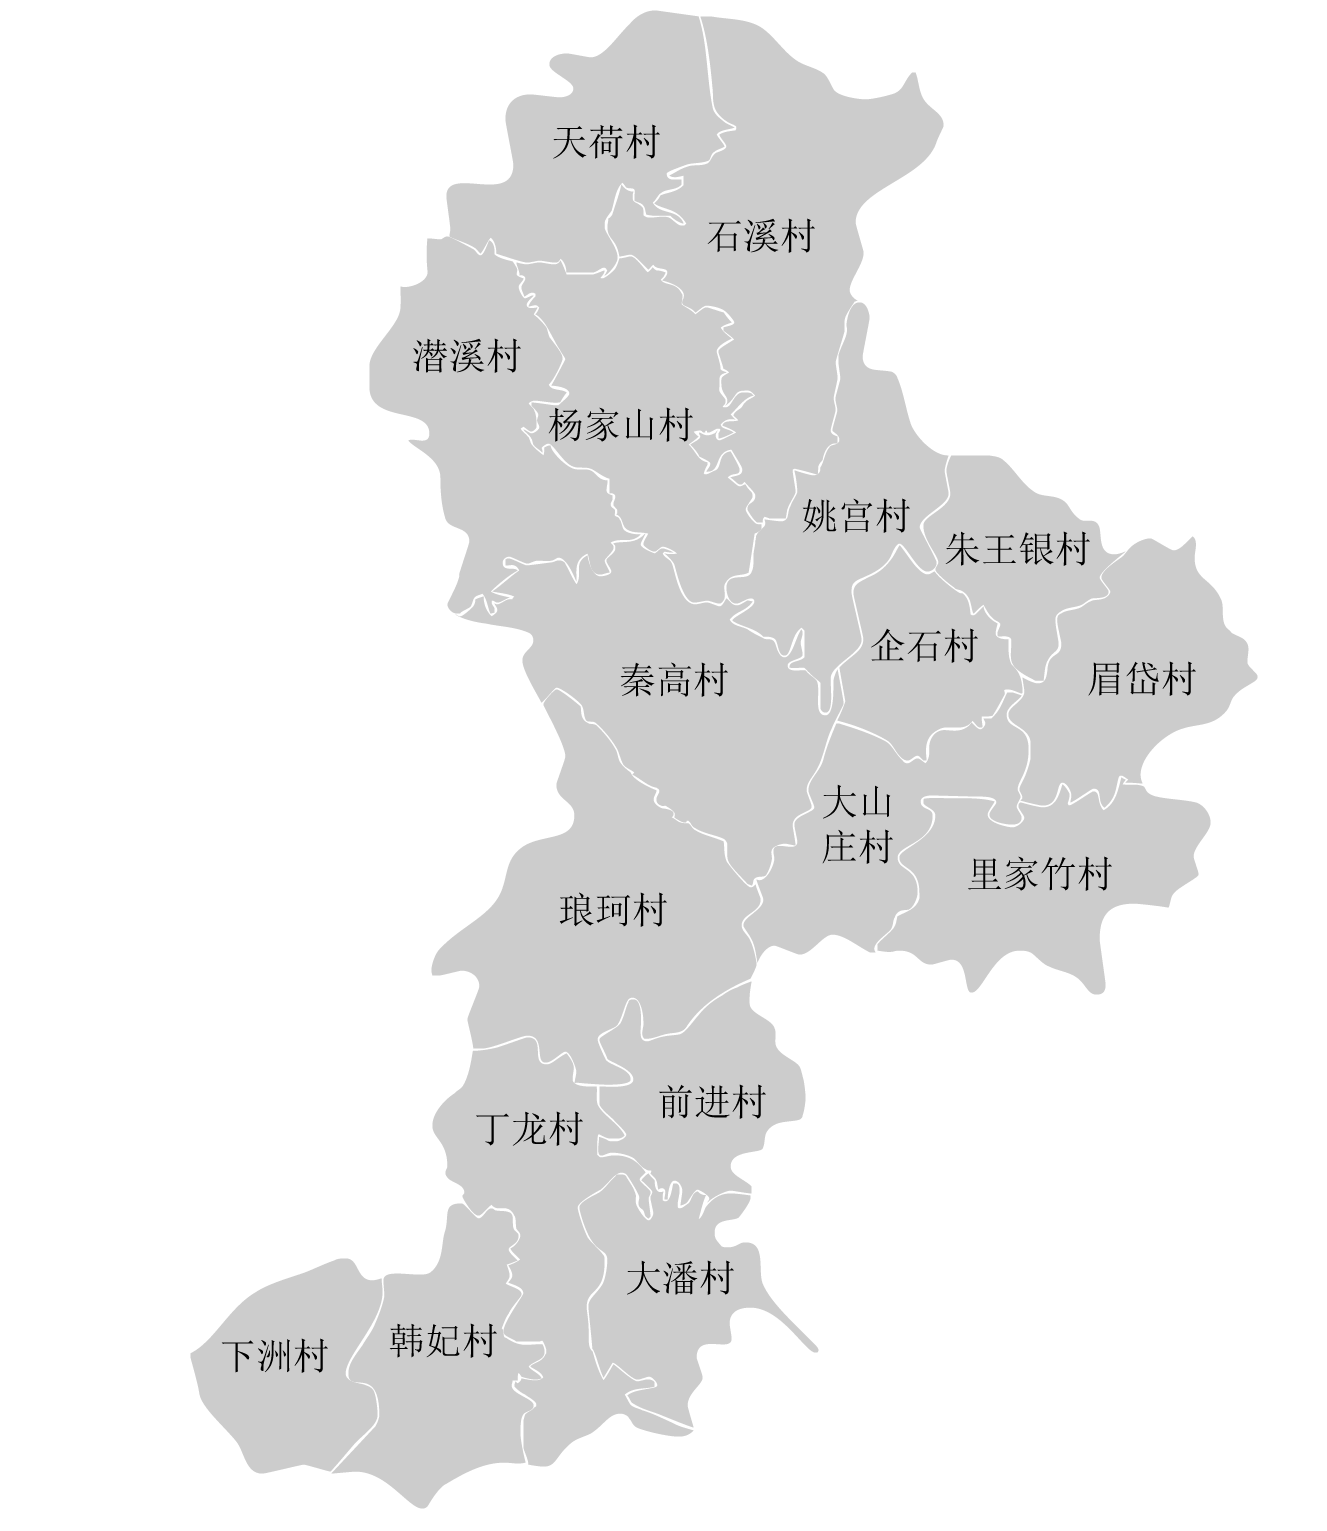 天荷村
石溪村
潜溪村
杨家山村
姚宫村
朱王银村
企石村
秦高村
眉岱村
大山
庄村
里家竹村
琅珂村
前进村
丁龙村
大潘村
韩妃村
下洲村